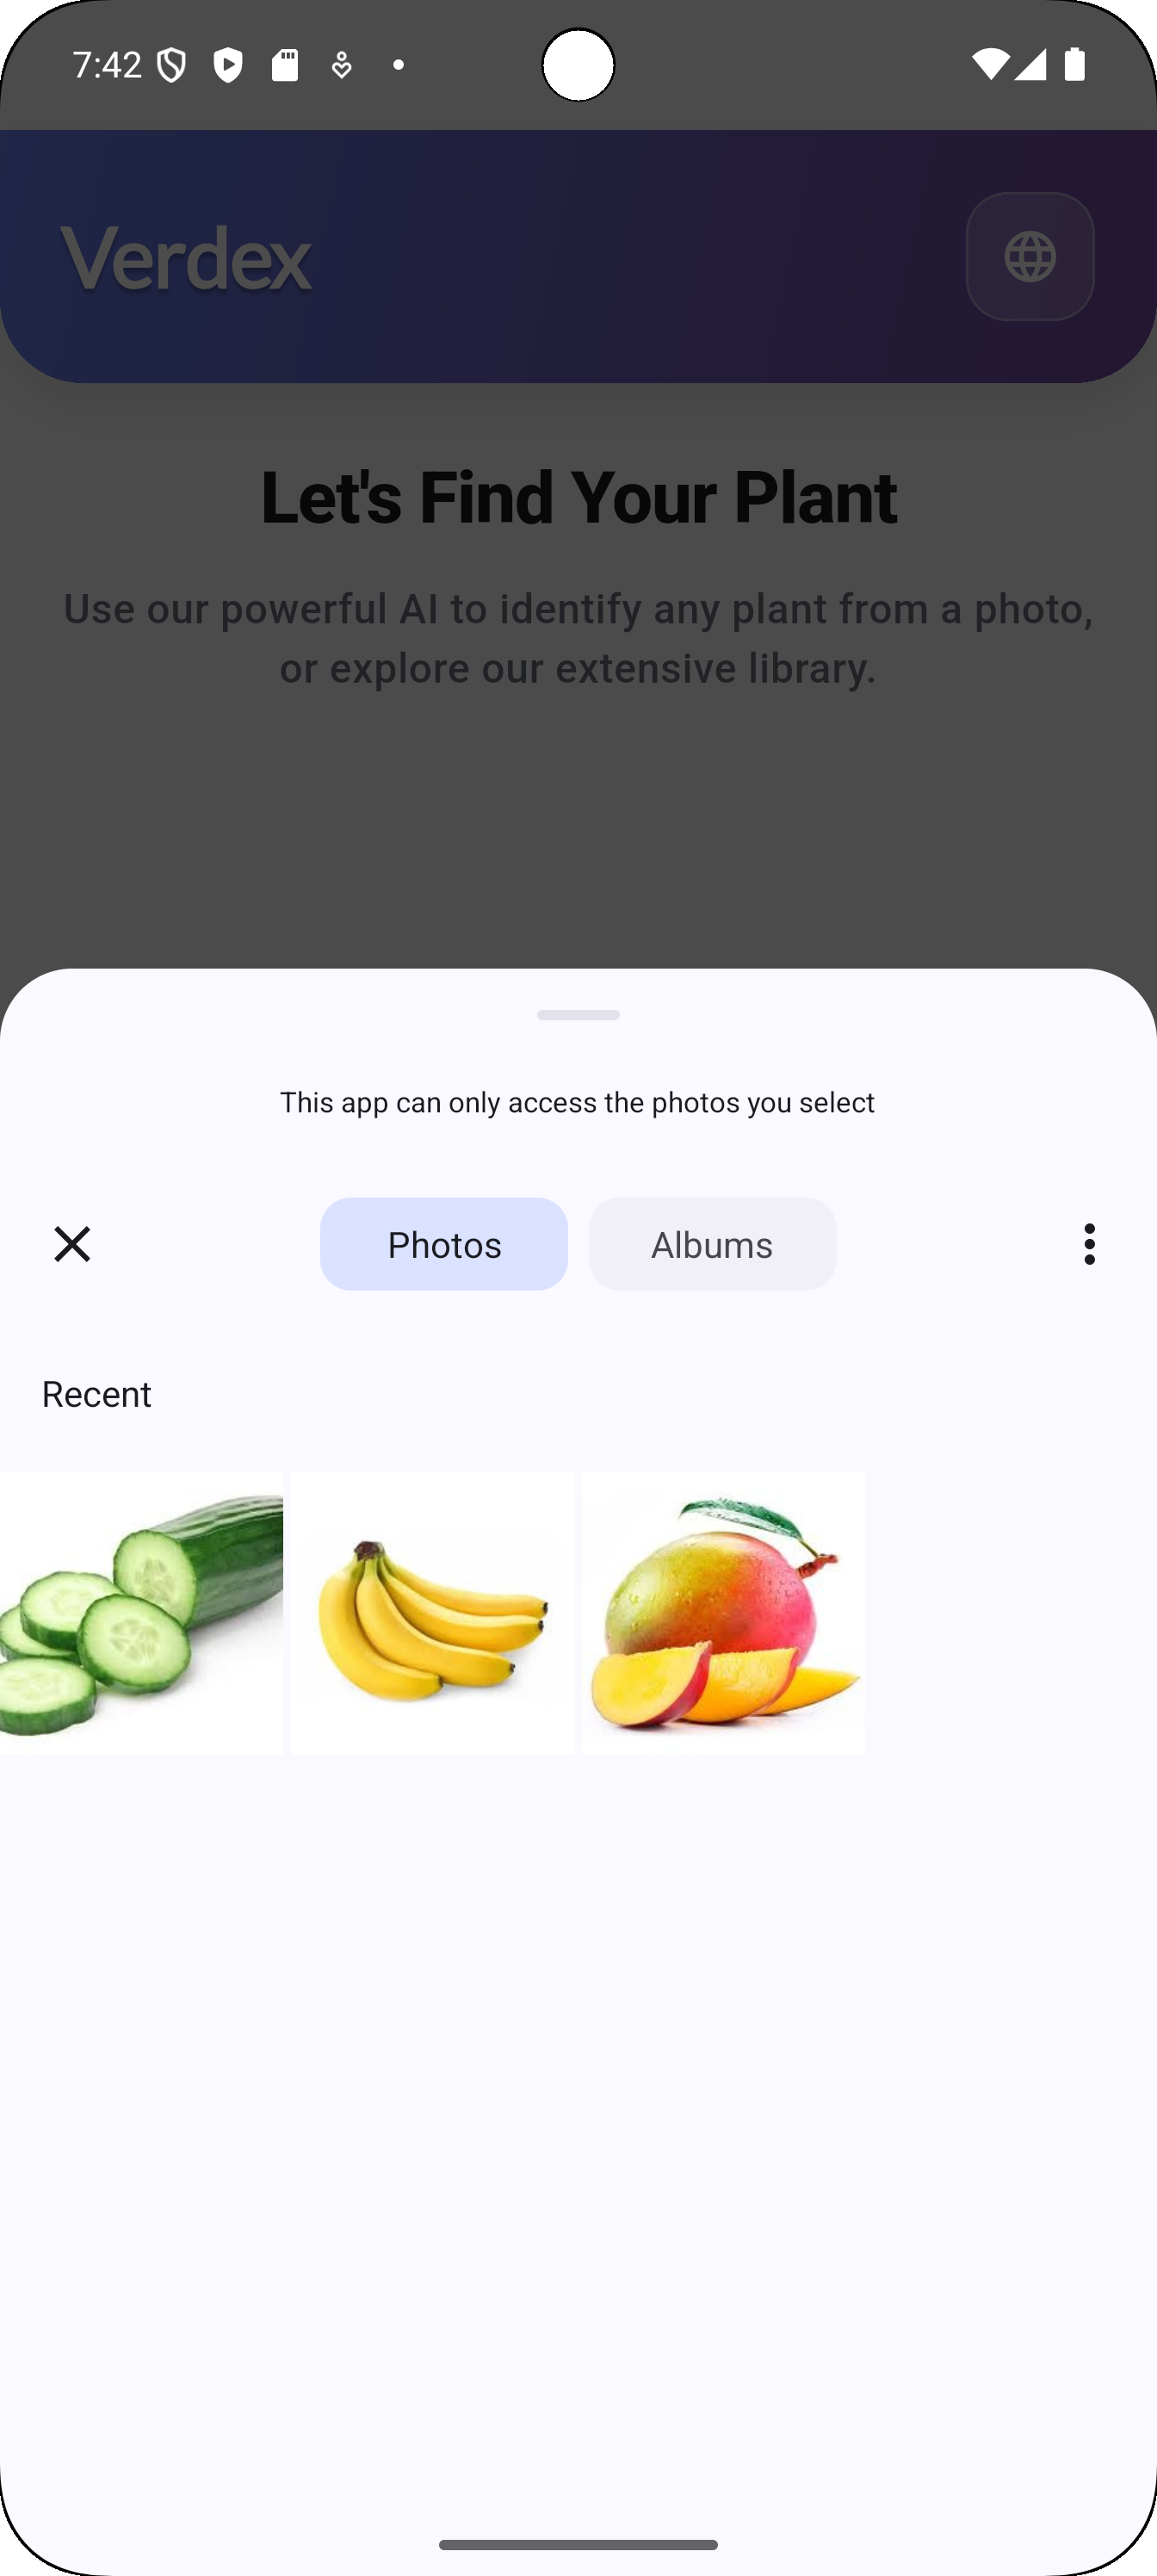 7:42
Verdex
Let's Find Your Plant
Use our powerful AI to identify any plant from a photo,
or explore our extensive library.
This app can only access the photos you select
Photos
Albums
Recent